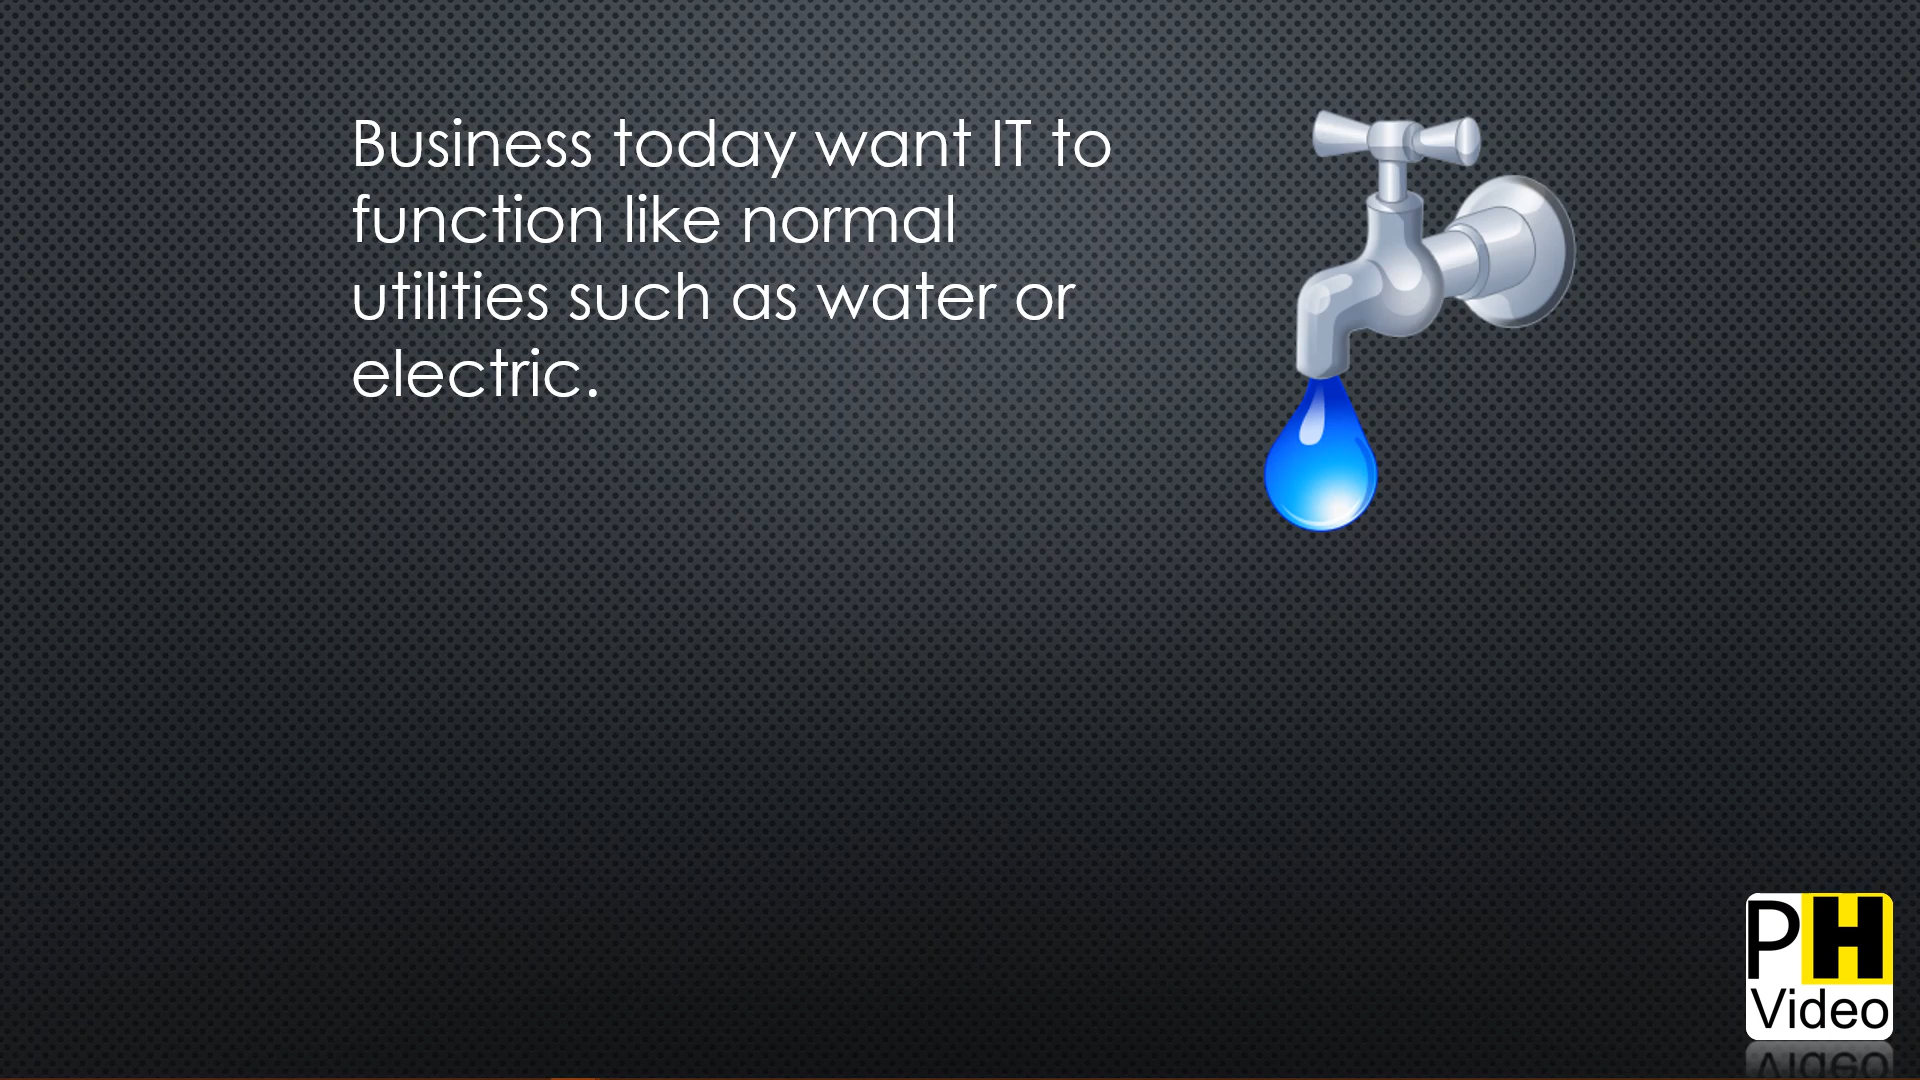 Business today want IT to
function like normal
utilities such as water or
electric.
PH
Video